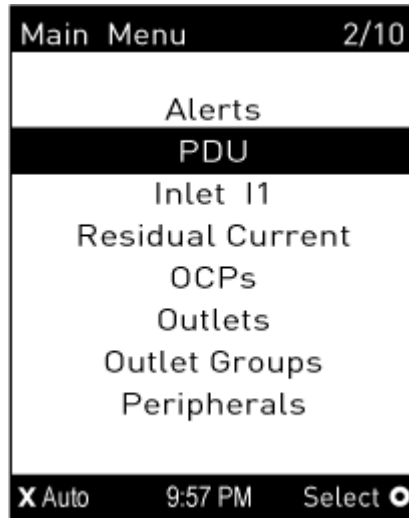 Main Menu 2/10
Alerts
PDU
Inlet I1
Residual Current
OCPs
Outlets
Outlet Groups
Peripherals
X Auto 9:57 PM Select